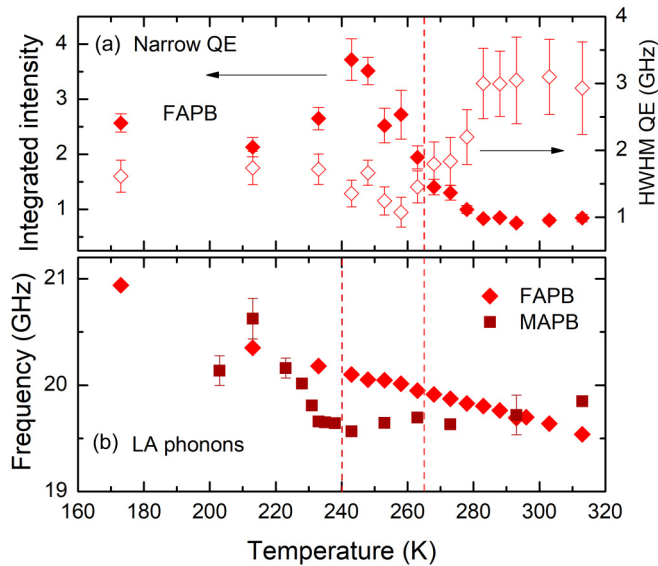 (a) Narrow QE
FAPB
Integrated intensity
4
3
2
1
HWHM QE (GHz)
4
3
2
1
FAPB
MAPB
(b) LA phonons
Frequency (GHz)
21
20
19
160 180 200 220 240 260 280 300 320
Temperature (K)